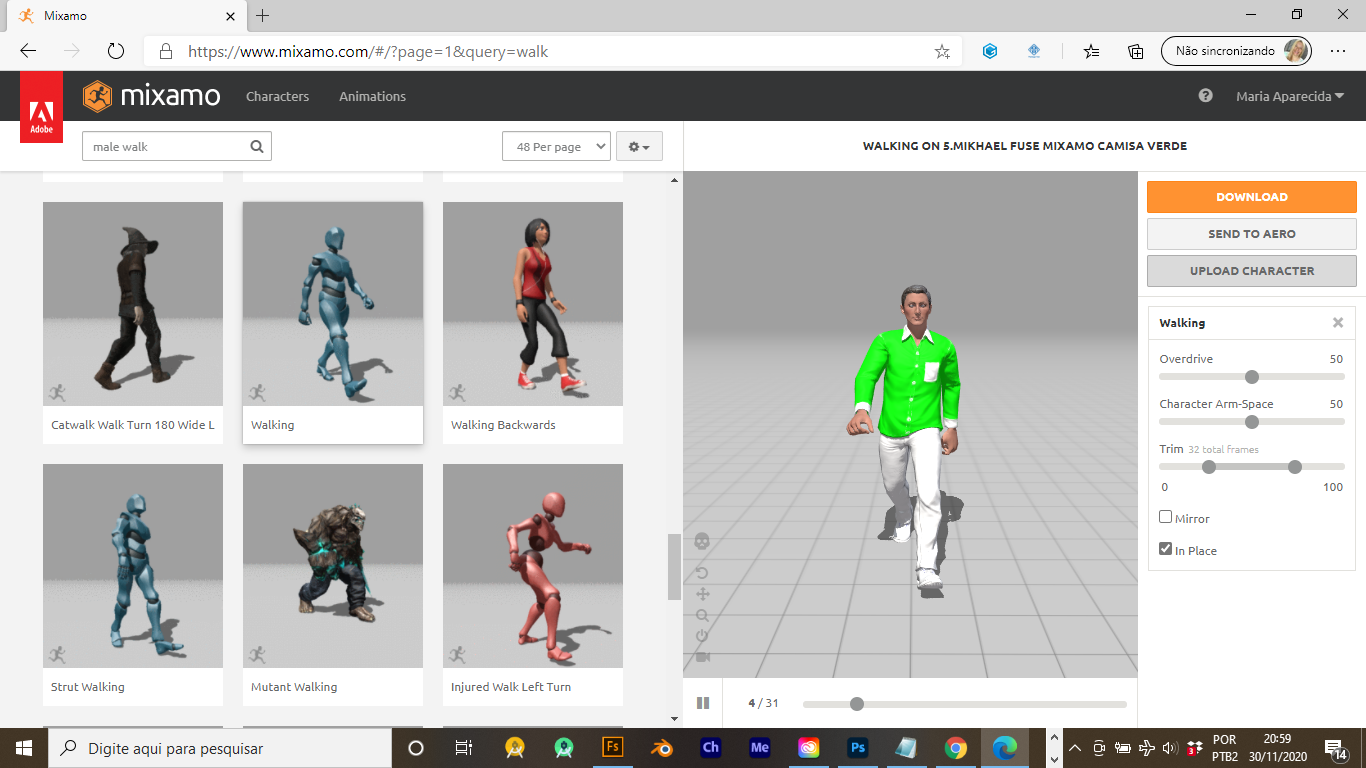 Mixamo
https://www.mixamo.com/#/?page=1&query=walk
Não sincronizando
Adobe
mixamo
Characters
Animations
Maria Aparecida
male walk
48 Per page
WALKING ON 5.MIKHAEL FUSE MIXAMO CAMISA VERDE
DOWNLOAD
SEND TO AERO
UPLOAD CHARACTER
Catwalk Walk Turn 180 Wide L
Walking
Walking Backwards
Walking
Overdrive 50
Character Arm-Space 50
Trim 32 total frames
0 100
Mirror
In Place
Strut Walking
Mutant Walking
Injured Walk Left Turn
4 / 31
Digite aqui para pesquisar
Fs
Ch
Me
Ps
POR
PTB2
20:59
30/11/2020
14